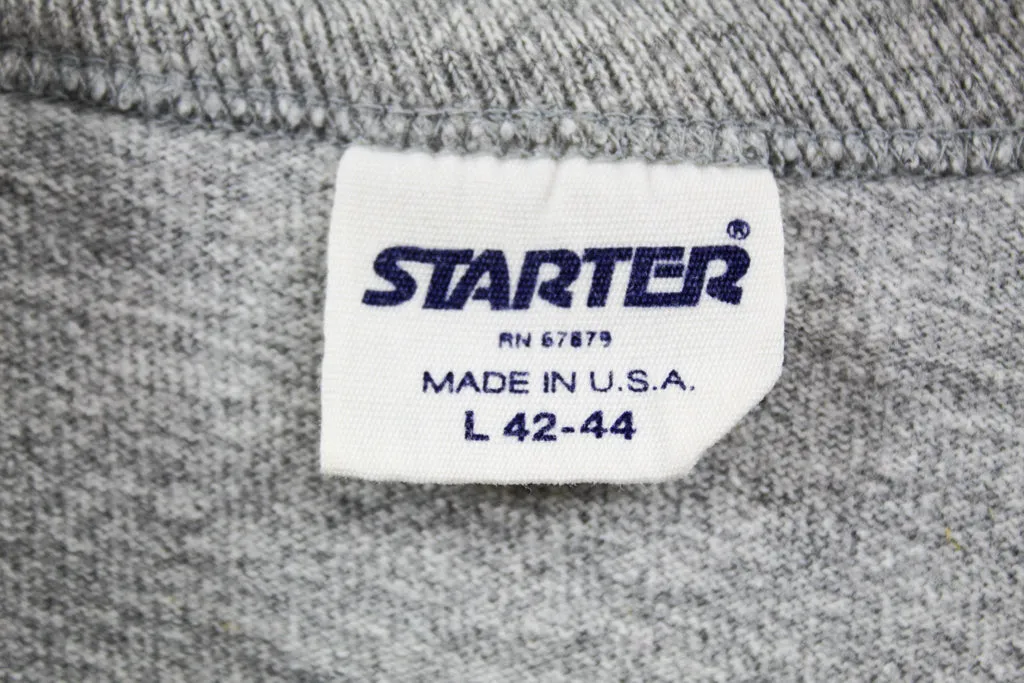 STARTER®
RN 67879
MADE IN U.S.A.
L 42-44